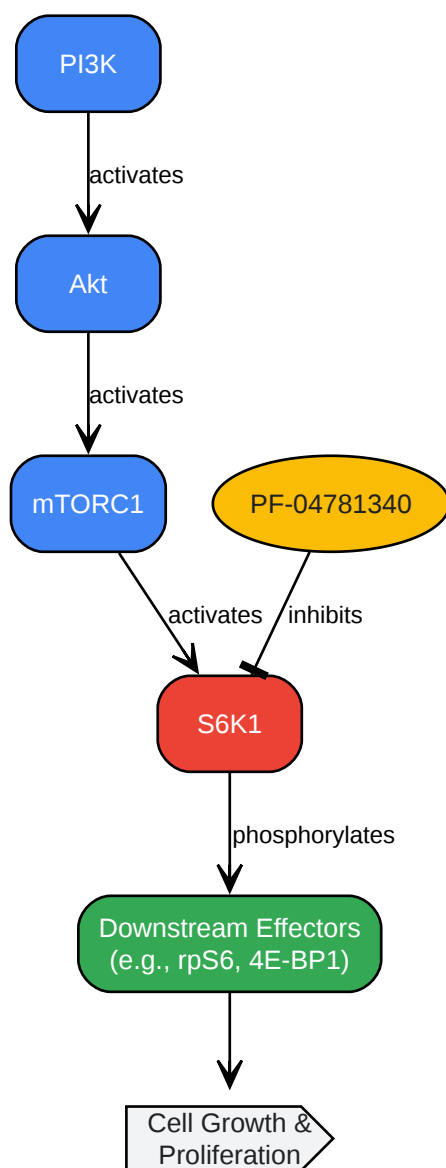 PI3K
activates
Akt
activates
mTORC1
PF-04781340
activates
inhibits
S6K1
phosphorylates
Downstream Effectors
(e.g., rpS6, 4E-BP1)
Cell Growth &
Proliferation